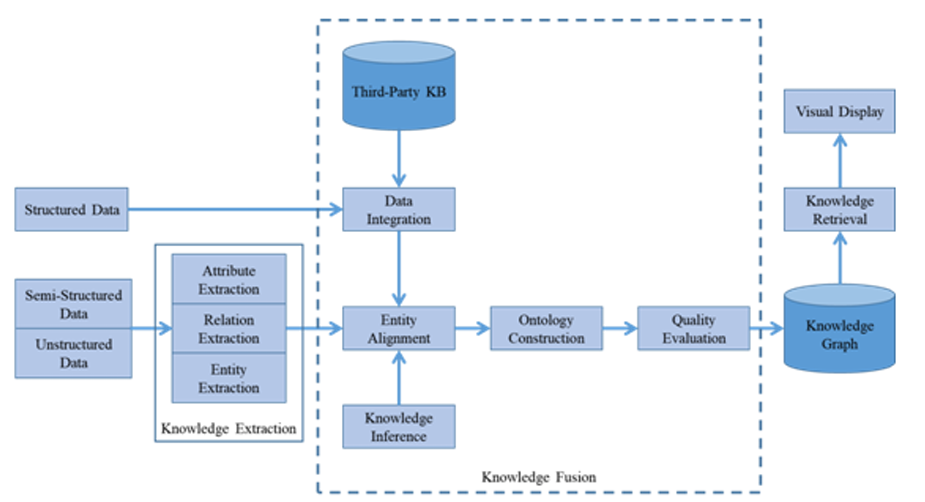 Third-Party KB
Visual Display
Structured Data
Data
Integration
Knowledge
Retrieval
Semi-Structured
Data
Unstructured
Data
Attribute
Extraction
Relation
Extraction
Entity
Extraction
Knowledge Extraction
Entity
Alignment
Ontology
Construction
Quality
Evaluation
Knowledge
Graph
Knowledge
Inference
Knowledge Fusion